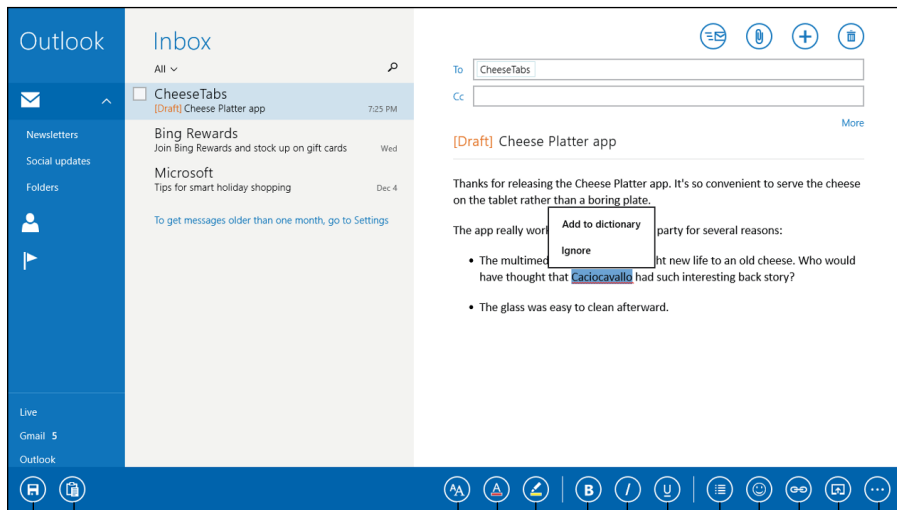 Outlook
Newsletters
Social updates
Folders
Live
Gmail 5
Outlook
Inbox
All
CheeseTabs
[Draft] Cheese Platter app 7:25 PM
Bing Rewards
Join Bing Rewards and stock up on gift cards Wed
Microsoft
Tips for smart holiday shopping Dec 4
To get messages older than one month, go to Settings
To CheeseTabs
Cc
More
[Draft] Cheese Platter app
Thanks for releasing the Cheese Platter app. It's so convenient to serve the cheese
on the tablet rather than a boring plate.
Add to dictionary
Ignore
The app really party for several reasons:
• The new life to an old cheese. Who would
have thought that Caciocavallo had such interesting back story?
• The glass was easy to clean afterward.
AA A B I U